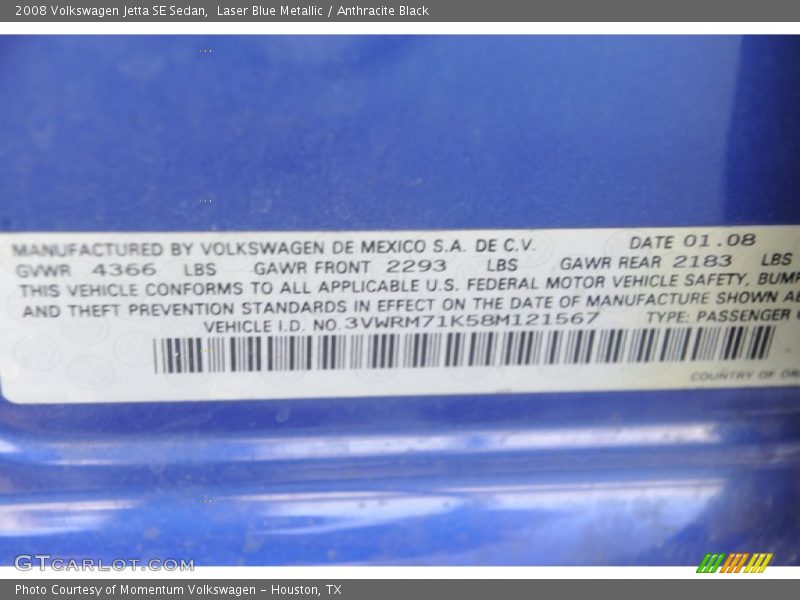 2008 Volkswagen Jetta SE Sedan,  Laser Blue Metallic / Anthracite Black
MANUFACTURED BY VOLKSWAGEN DE MEXICO S.A. DE C.V. DATE 01.08
GVWR 4366 LBS GAWR FRONT 2293 LBS GAWR REAR 2183 LBS
THIS VEHICLE CONFORMS TO ALL APPLICABLE U.S. FEDERAL MOTOR VEHICLE SAFETY, BUMP
AND THEFT PREVENTION STANDARDS IN EFFECT ON THE DATE OF MANUFACTURE SHOWN AB
VEHICLE I.D. NO. 3VWRM71K58M121567 TYPE: PASSENGER
COUNTRY OF OR
GTCARLOT.COM
Photo Courtesy of Momentum Volkswagen - Houston, TX